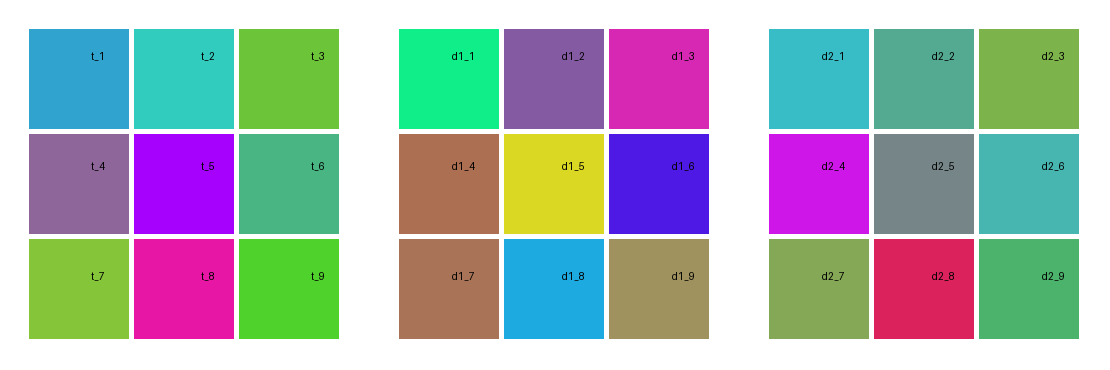 t_1 t_2 t_3 d1_1 d1_2 d1_3 d2_1 d2_2 d2_3
t_4 t_5 t_6 d1_4 d1_5 d1_6 d2_4 d2_5 d2_6
t_7 t_8 t_9 d1_7 d1_8 d1_9 d2_7 d2_8 d2_9